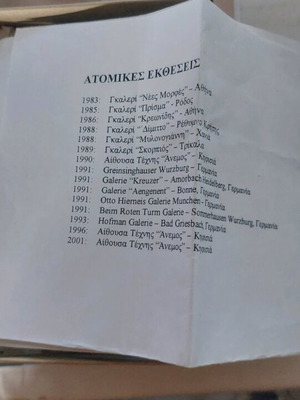 ΑΤΟΜΙΚΕΣ ΕΚΘΕΣΕΙΣ
1983: Γκαλερί "Νέες Μορφές" – Αθήνα
1985: Γκαλερί "Πρίσμα" – Ρόδος
1986: Γκαλερί "Κρεωνίδης" – Αθήνα
1988: Γκαλερί – Ρέθυμνο Κρήτης
1988: Γκαλερί "Μυλονογιάννη" – Χανιά
1989: Γκαλερί "Σκορπιός" – Τρίκαλα
1990: Αίθουσα Τέχνης "Άνεμος" – Κηφισιά
1991: Greinsinghauer Wurzburg – Γερμανία
1991: Galerie "Kreuzer" – Amorbach Heidelberg, Γερμανία
1991: Galerie "Aengenent" – Bonne, Γερμανία
1991: Otto Hierneis Galerie Munchen – Γερμανία
1991: Beim Roten Turm Galerie – Sommerhausen Wurzburg, Γερμανία
1993: Hofman Galerie – Bad Griesbach, Γερμανία
1996: Αίθουσα Τέχνης "Άνεμος" – Κηφισιά
2001: Αίθουσα Τέχνης "Άνεμος" – Κηφισιά